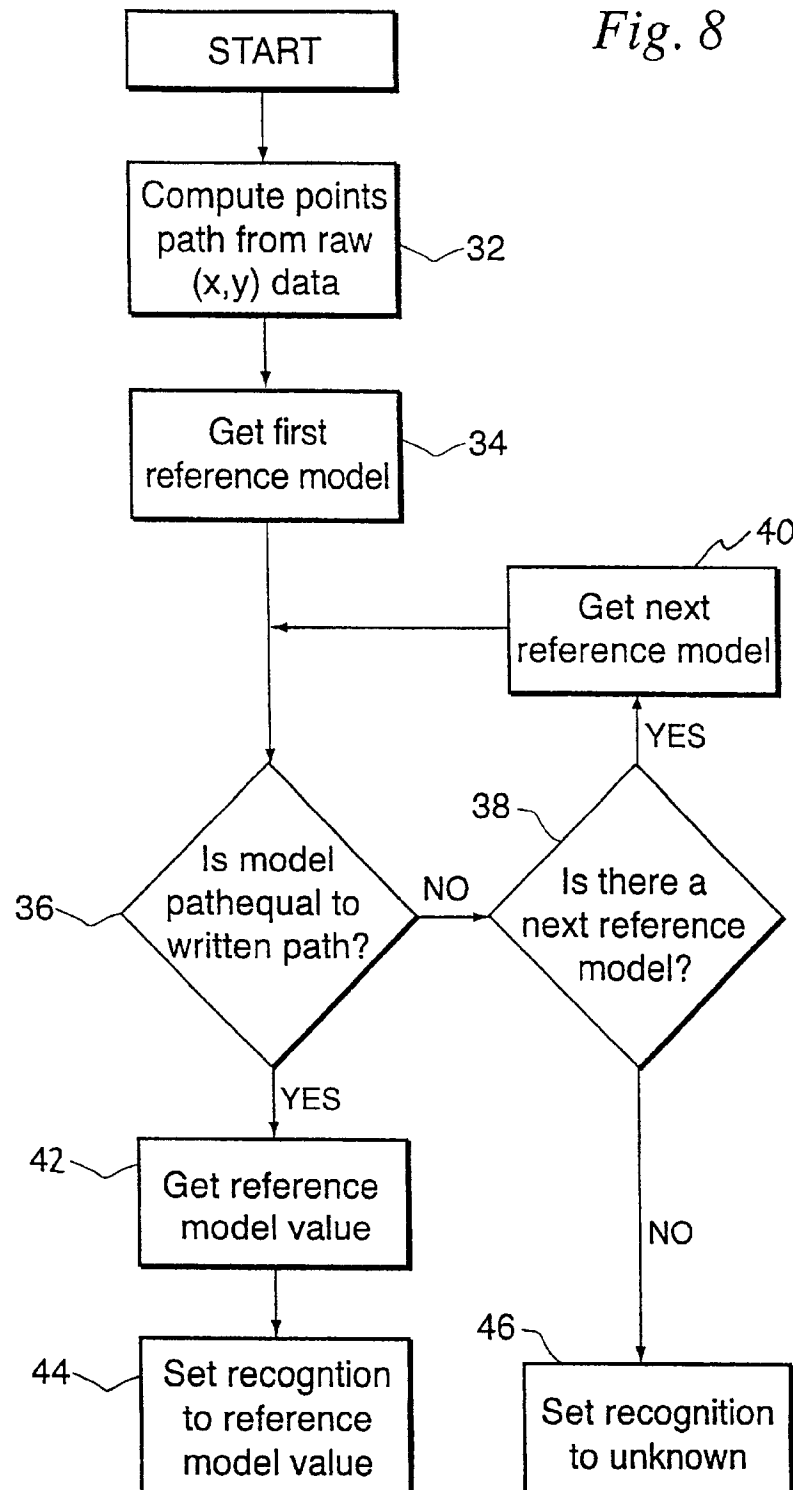 Fig. 8
START
Compute points
path from raw
(x,y) data
32
Get first
reference model
34
40
Get next
reference model
YES
38
Is model
pathequal to
written path?
36
NO
Is there a
next reference
model?
YES
42
Get reference
model value
NO
44
Set recogntion
to reference
model value
46
Set recognition
to unknown